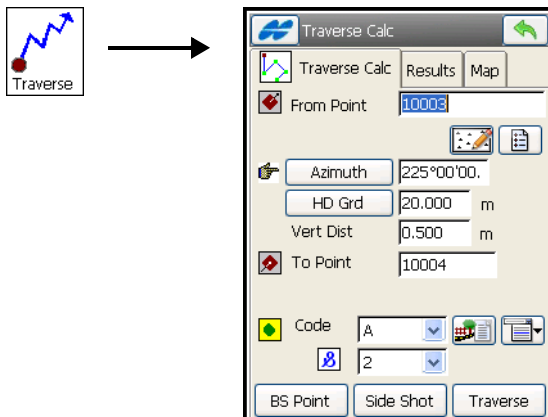 Traverse
Traverse Calc
Traverse Calc Results Map
From Point 10003
Azimuth 225°00'00.
HD Grd 20.000 m
Vert Dist 0.500 m
To Point 10004
Code A
2
BS Point Side Shot Traverse